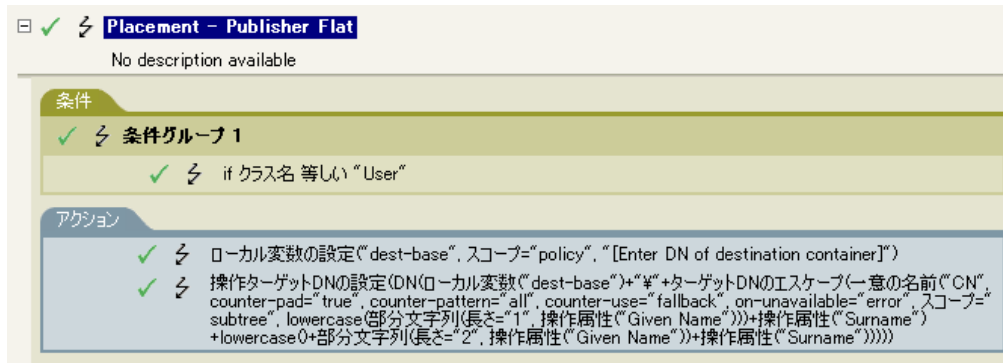 Placement - Publisher Flat
No description available
条件
条件グループ 1
if クラス名 等しい "User"
アクション
ローカル変数の設定("dest-base", スコープ="policy", "[Enter DN of destination container]")
操作ターゲットDNの設定(DN(ローカル変数("dest-base")+"¥"+ターゲットDNのエスケープ(一意の名前("CN",
counter-pad="true", counter-pattern="all", counter-use="fallback", on-unavailable="error", スコープ="
subtree", lowercase(部分文字列(長さ="1", 操作属性("Given Name")))+操作属性("Surname")
+lowercase()+部分文字列(長さ="2", 操作属性("Given Name"))+操作属性("Surname")))))